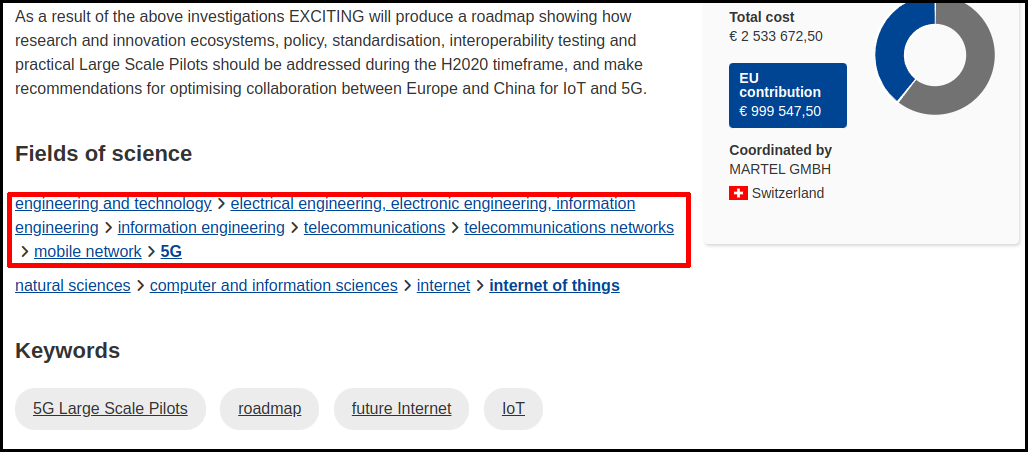 As a result of the above investigations EXCITING will produce a roadmap showing how
research and innovation ecosystems, policy, standardisation, interoperability testing and
practical Large Scale Pilots should be addressed during the H2020 timeframe, and make
recommendations for optimising collaboration between Europe and China for IoT and 5G.
Fields of science
engineering and technology > electrical engineering, electronic engineering, information
engineering > information engineering > telecommunications > telecommunications networks
> mobile network > 5G
natural sciences > computer and information sciences > internet > internet of things
Keywords
5G Large Scale Pilots roadmap future Internet IoT
Total cost
€ 2 533 672,50
EU
contribution
€ 999 547,50
Coordinated by
MARTEL GMBH
Switzerland